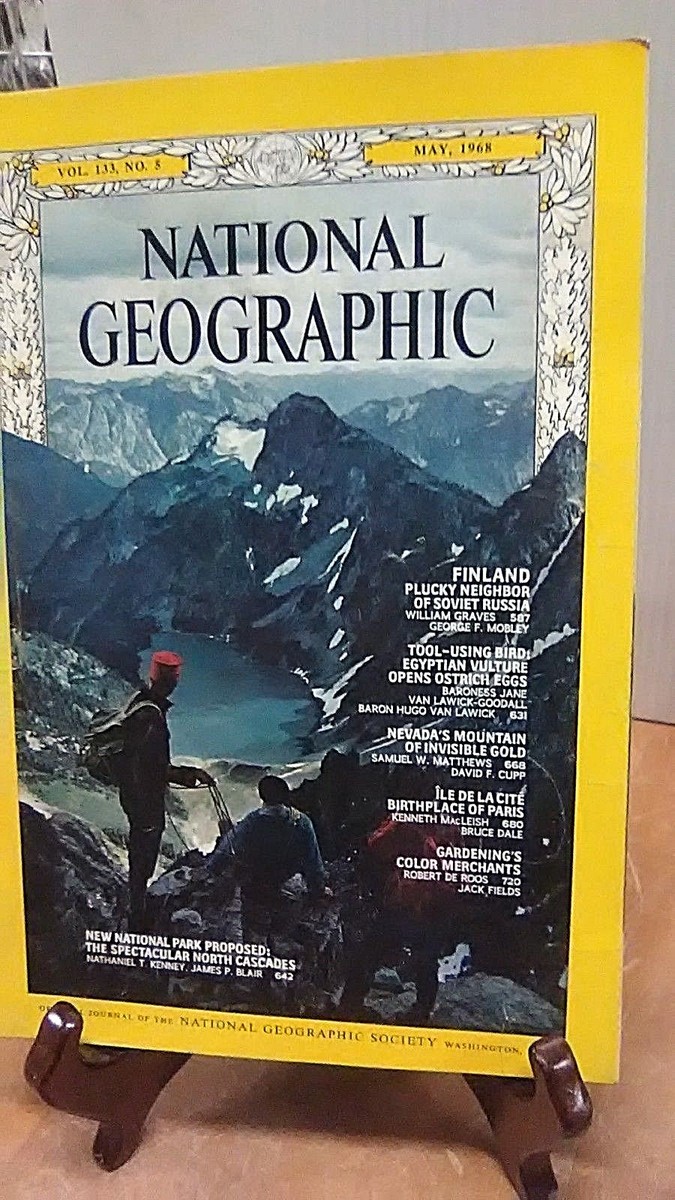 VOL. 133, NO. 5
MAY, 1968
NATIONAL
GEOGRAPHIC
FINLAND
PLUCKY NEIGHBOR
OF SOVIET RUSSIA
WILLIAM GRAVES 587
GEORGE F. MOBLEY
TOOL-USING BIRD:
EGYPTIAN VULTURE
OPENS OSTRICH EGGS
BARONESS JANE
VAN LAWICK-GOODALL
BARON HUGO VAN LAWICK 631
NEVADA'S MOUNTAIN
OF INVISIBLE GOLD
SAMUEL W. MATTHEWS 668
DAVID F. CUPP
ÎLE DE LA CITÉ
BIRTHPLACE OF PARIS
KENNETH MacLEISH 680
BRUCE DALE
GARDENING'S
COLOR MERCHANTS
ROBERT DE ROOS 720
JACK FIELDS
NEW NATIONAL PARK PROPOSED:
THE SPECTACULAR NORTH CASCADES
NATHANIEL T. KENNEY, JAMES P. BLAIR 642
JOURNAL OF THE NATIONAL GEOGRAPHIC SOCIETY WASHINGTON,